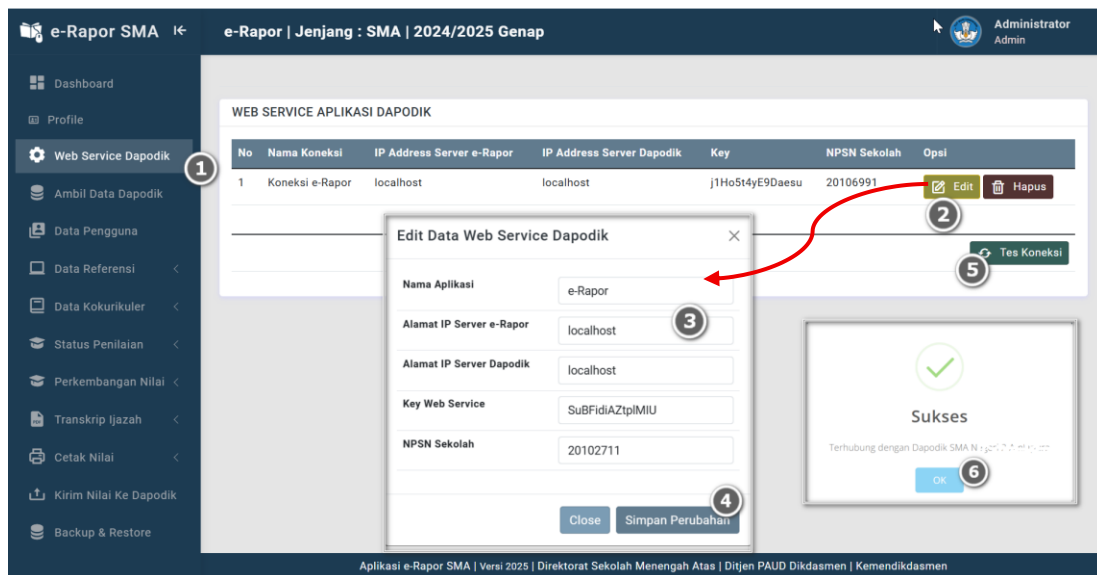 e-Rapor SMA
e-Rapor | Jenjang : SMA | 2024/2025 Genap
Administrator
Admin
Dashboard
Profile
Web Service Dapodik
1
Ambil Data Dapodik
Data Pengguna
Data Referensi
Data Kokurikuler
Status Penilaian
Perkembangan Nilai
Transkrip Ijazah
Cetak Nilai
Kirim Nilai Ke Dapodik
Backup & Restore
WEB SERVICE APLIKASI DAPODIK
No Nama Koneksi IP Address Server e-Rapor IP Address Server Dapodik Key NPSN Sekolah Opsi
1 Koneksi e-Rapor localhost localhost j1Ho5t4yE9Daesu 20106991 Edit Hapus
2
Tes Koneksi
5
Edit Data Web Service Dapodik
Nama Aplikasi e-Rapor
3
Alamat IP Server e-Rapor localhost
Alamat IP Server Dapodik localhost
Key Web Service SuBFidiAZtplMIU
NPSN Sekolah 20102711
4
Close Simpan Perubahan
Sukses
Terhubung dengan Dapodik SMA N
OK
6
Aplikasi e-Rapor SMA | Versi 2025 | Direktorat Sekolah Menengah Atas | Ditjen PAUD Dikdasmen | Kemendikdasmen